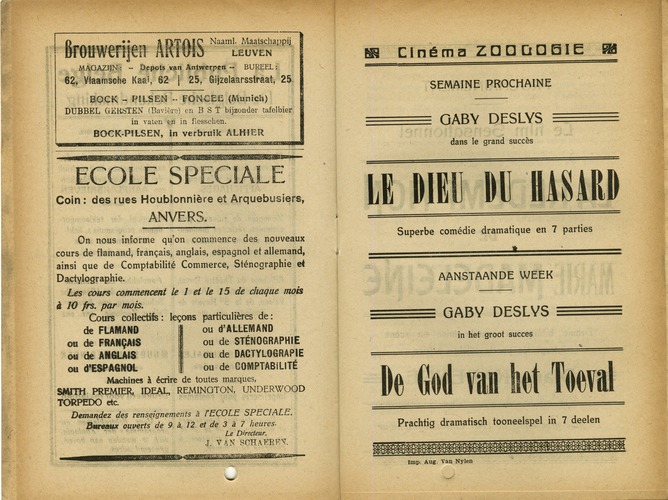 Brouwerijen ARTOIS Naaml. Maatschappij
LEUVEN
MAGAZIJN: -- Depots van Antwerpen -- BUREEL:
62, Vlaamsche Kaai, 62 | 25, Gijzelaarsstraat, 25
BOCK - PILSEN - FONCÉE (Munich)
DUBBEL GERSTEN (Bavière) en B S T bijzonder tafelbier
in vaten en in flesschen.
BOCK-PILSEN, in verbruik ALHIER
ECOLE SPECIALE
Coin: des rues Houblonnière et Arquebusiers,
ANVERS.
On nous informe qu'on commence des nouveaux
cours de flamand, français, anglais, espagnol et allemand,
ainsi que de Comptabilité Commerce, Sténographie et
Dactylographie.
Les cours commencent le 1 et le 15 de chaque mois
à 10 frs. par mois.
Cours collectifs: leçons particulières de:
de FLAMAND ou d'ALLEMAND
ou de FRANÇAIS ou de STÉNOGRAPHIE
ou de ANGLAIS ou de DACTYLOGRAPIE
ou d'ESPAGNOL ou de COMPTABILITÉ
Machines à écrire de toutes marques,
SMITH PREMIER, IDEAL, REMINGTON, UNDERWOOD
TORPEDO etc.
Demandez des renseignements à l'ECOLE SPECIALE.
Bureaux ouverts de 9 à 12 et de 3 à 7 heures.
Le Directeur,
J. VAN SCHAEREN.
Cinéma ZOOLOGIE
SEMAINE PROCHAINE
GABY DESLYS
dans le grand succès
LE DIEU DU HASARD
Superbe comédie dramatique en 7 parties
AANSTAANDE WEEK
GABY DESLYS
in het groot succes
De God van het Toeval
Prachtig dramatisch tooneelspel in 7 deelen
Imp. Aug. Van Nylen